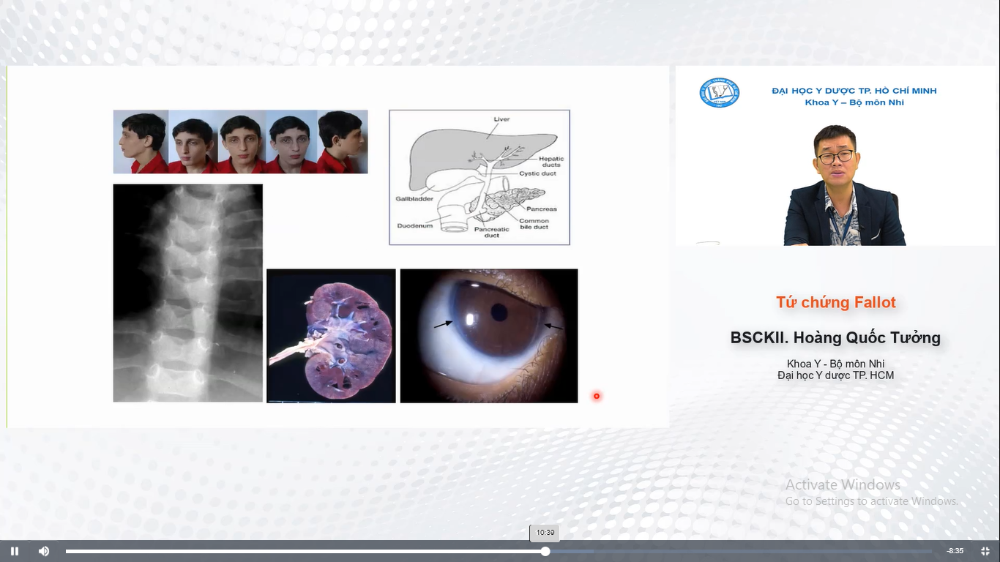 Liver
Hepatic
ducts
Cystic duct
Gallbladder
Pancreas
Duodenum
Common
bile duct
Pancreatic
duct
ĐẠI HỌC Y DƯỢC TP. HỒ CHÍ MINH
Khoa Y – Bộ môn Nhi
Tứ chứng Fallot
BSCKII. Hoàng Quốc Tưởng
Khoa Y - Bộ môn Nhi
Đại học Y dược TP. HCM
Activate Windows
Go to Settings to activate Windows.
10:39
-8:35